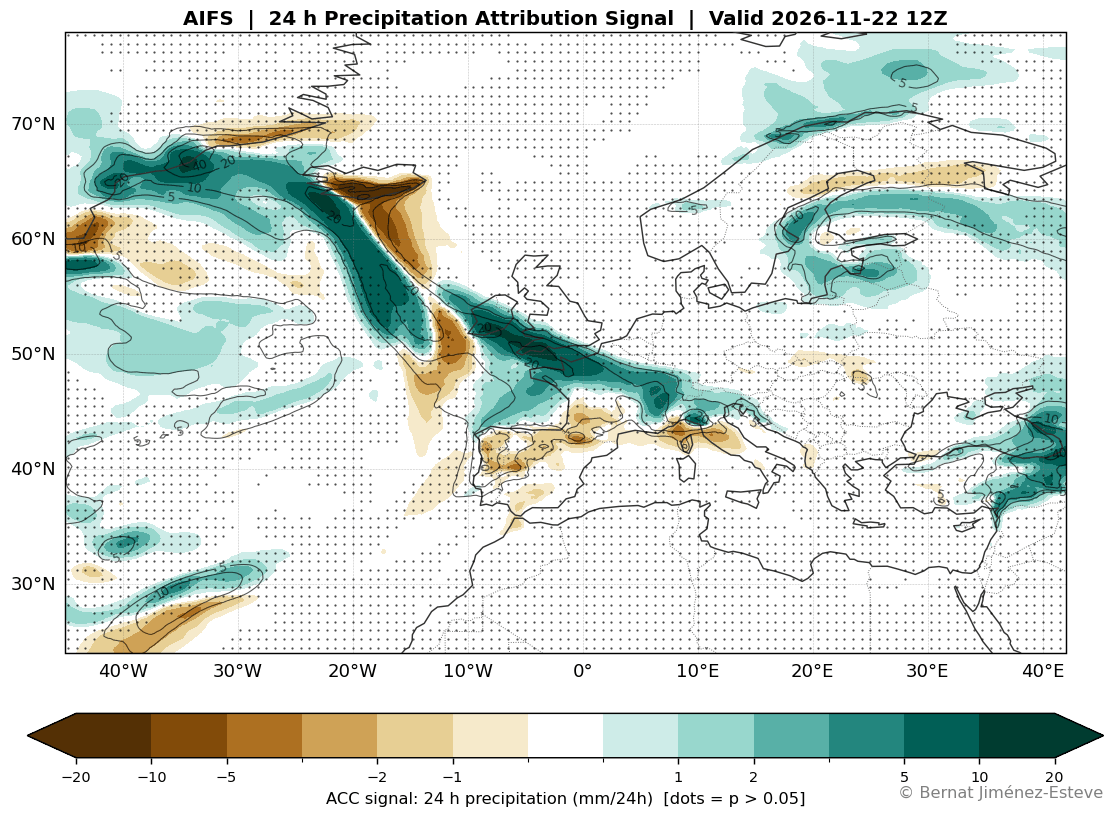 AIFS | 24 h Precipitation Attribution Signal | Valid 2026-11-22 12Z
70°N
60°N
50°N
40°N
30°N
40°W 30°W 20°W 10°W 0° 10°E 20°E 30°E 40°E
−20 −10 −5 −2 −1 1 2 5 10 20
ACC signal: 24 h precipitation (mm/24h) [dots = p > 0.05]
© Bernat Jiménez-Esteve